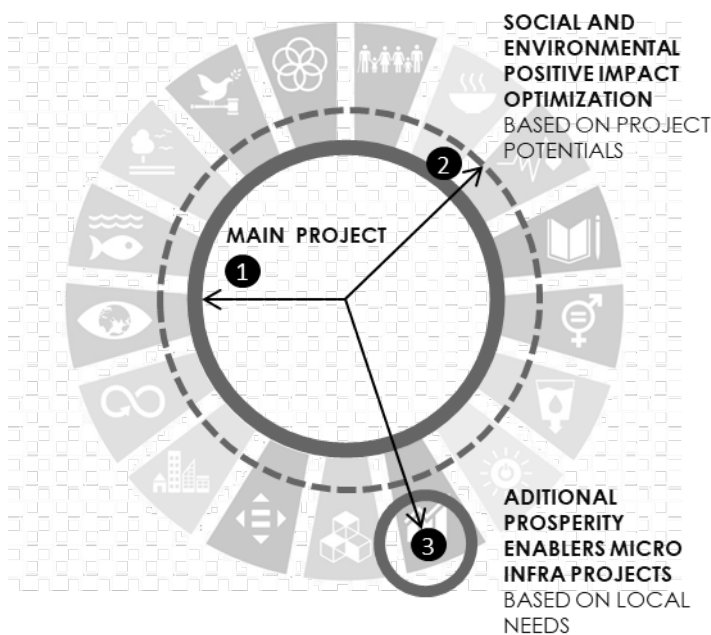 SOCIAL AND
ENVIRONMENTAL
POSITIVE IMPACT
OPTIMIZATION
BASED ON PROJECT
POTENTIALS
2
MAIN PROJECT
1
3
ADITIONAL
PROSPERITY
ENABLERS MICRO
INFRA PROJECTS
BASED ON LOCAL
NEEDS